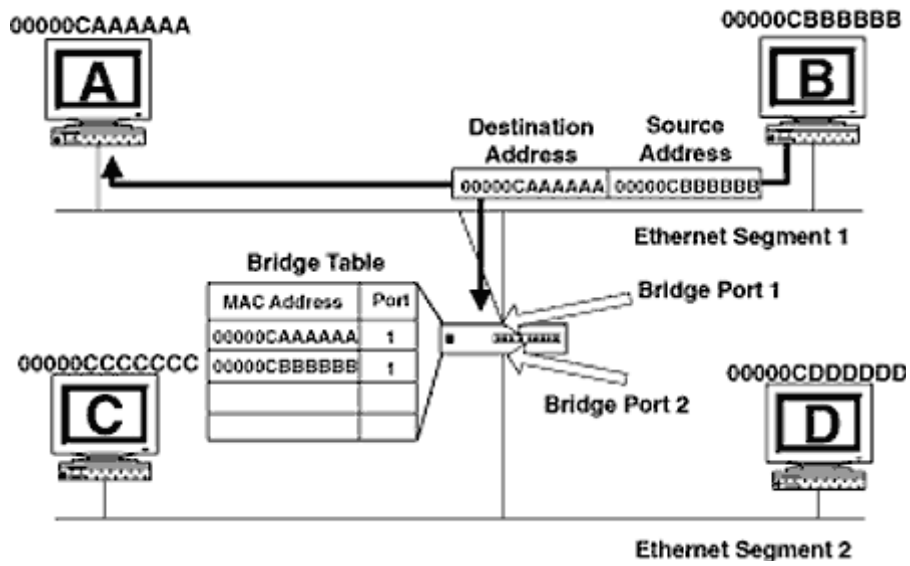 00000CAAAAAA
00000CBBBBBB
A
B
Destination Address
Source Address
00000CAAAAAA
00000CBBBBBB
Ethernet Segment 1
Bridge Table
MAC Address
Port
00000CAAAAAA
1
00000CBBBBBB
1
Bridge Port 1
Bridge Port 2
00000CCCCCCC
00000CDDDDDD
C
D
Ethernet Segment 2